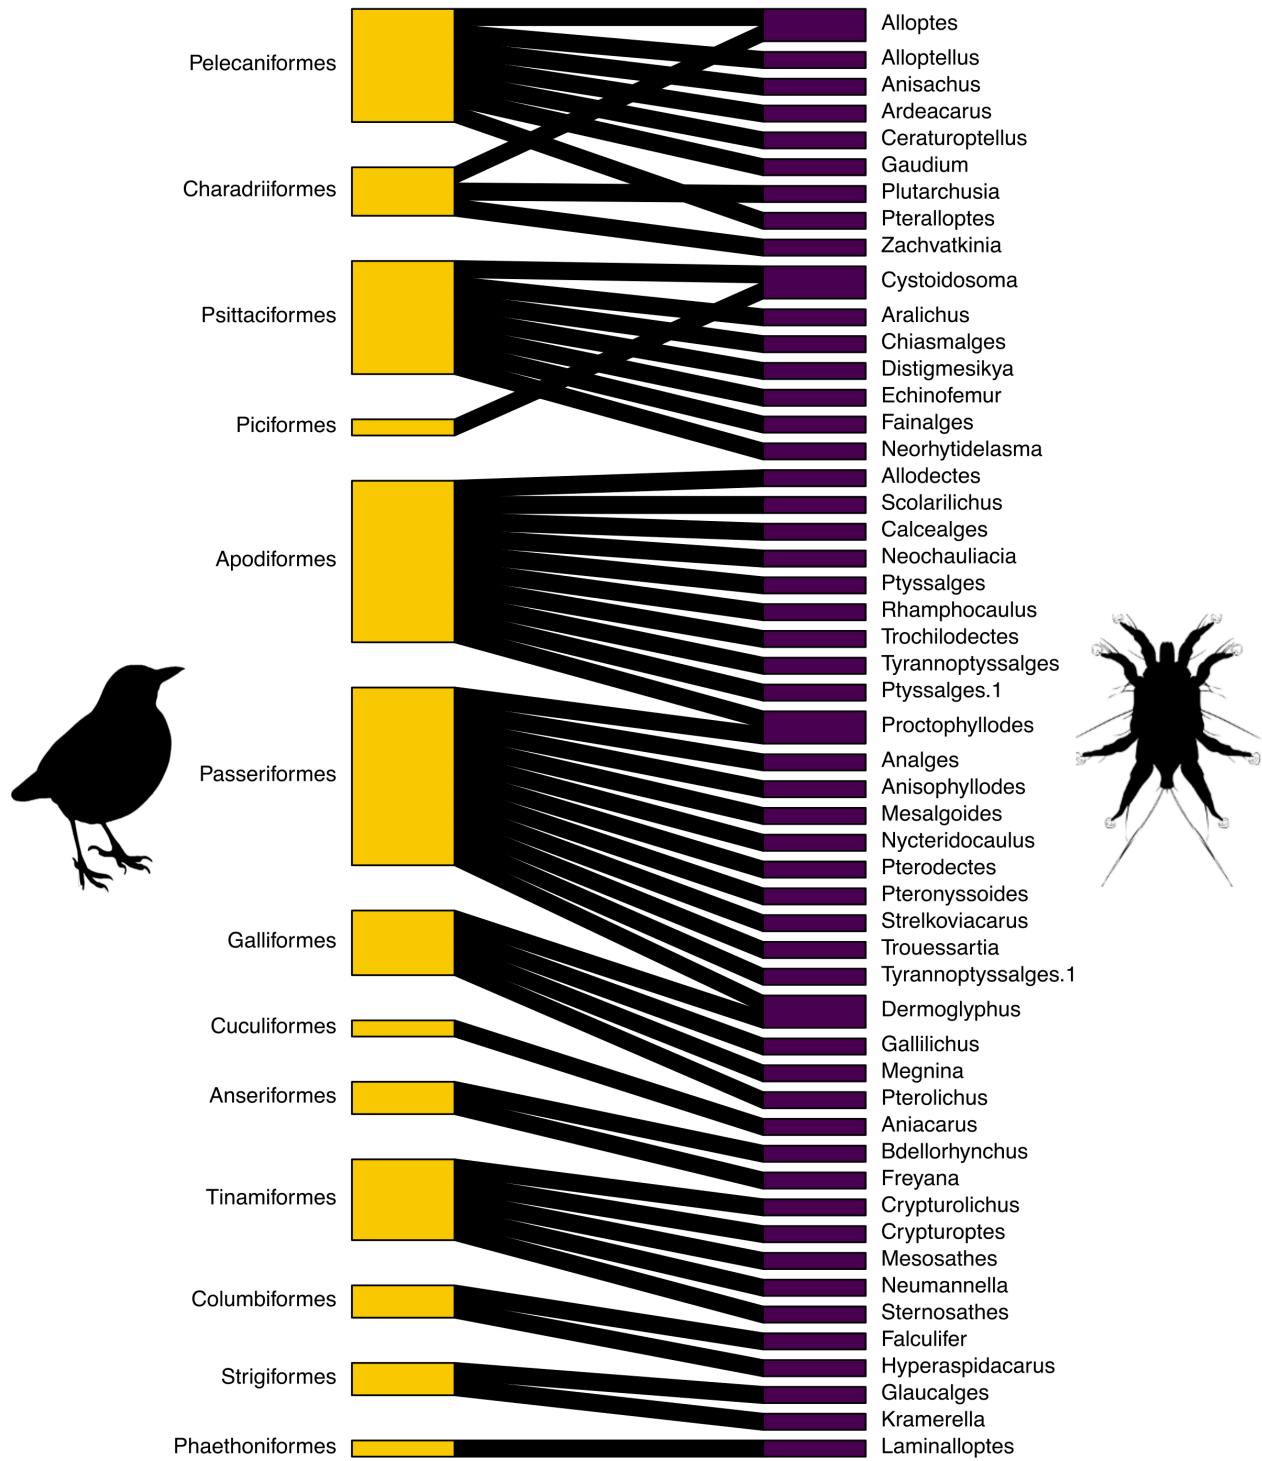 Pelecaniformes
Charadriiformes
Psittaciformes
Piciformes
Apodiformes
Passeriformes
Galliformes
Cuculiformes
Anseriformes
Tinamiformes
Columbiformes
Strigiformes
Phaethoniformes
Alloptes
Alloptellus
Anisachus
Ardeacarus
Ceraturoptellus
Gaudium
Plutarchusia
Pteralloptes
Zachvatkinia
Cystoidosoma
Aralichus
Chiasmalges
Distigmesikya
Echinofemur
Fainalges
Neorhytidelasma
Allodectes
Scolarilichus
Calcealges
Neochauliacia
Ptyssalges
Rhamphocaulus
Trochilodectes
Tyrannoptyssalges
Ptyssalges.1
Proctophyllodes
Analges
Anisophyllodes
Mesalgoides
Nycteridocaulus
Pterodectes
Pteronyssoides
Strelkoviacarus
Trouessartia
Tyrannoptyssalges.1
Dermoglyphus
Gallilichus
Megnina
Pterolichus
Aniacarus
Bdellorhynchus
Freyana
Crypturolichus
Crypturoptes
Mesosathes
Neumannella
Sternosathes
Falculifer
Hyperaspidacarus
Glaucalges
Kramerella
Laminalloptes